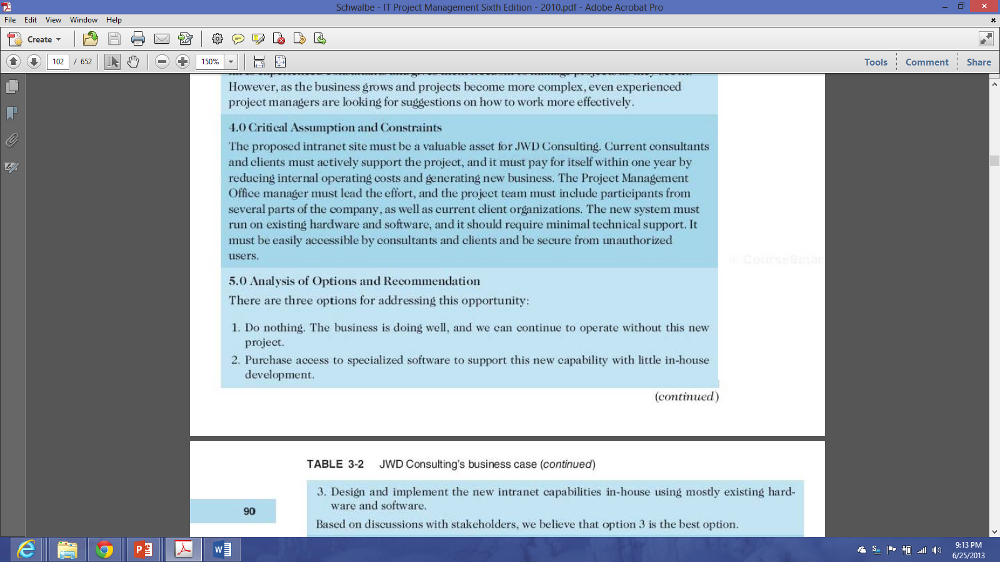 Schwalbe - IT Project Management Sixth Edition - 2010.pdf - Adobe Acrobat Pro
File Edit View Window Help
Create
102 / 652 150% Tools Comment Share
However, as the business grows and projects become more complex, even experienced
project managers are looking for suggestions on how to work more effectively.
4.0 Critical Assumption and Constraints
The proposed intranet site must be a valuable asset for JWD Consulting. Current consultants
and clients must actively support the project, and it must pay for itself within one year by
reducing internal operating costs and generating new business. The Project Management
Office manager must lead the effort, and the project team must include participants from
several parts of the company, as well as current client organizations. The new system must
run on existing hardware and software, and it should require minimal technical support. It
must be easily accessible by consultants and clients and be secure from unauthorized
users.
5.0 Analysis of Options and Recommendation
There are three options for addressing this opportunity:
1. Do nothing. The business is doing well, and we can continue to operate without this new
project.
2. Purchase access to specialized software to support this new capability with little in-house
development.
(continued)
TABLE 3-2 JWD Consulting's business case (continued)
3. Design and implement the new intranet capabilities in-house using mostly existing hard-
ware and software.
90
Based on discussions with stakeholders, we believe that option 3 is the best option.
9:13 PM
6/25/2013